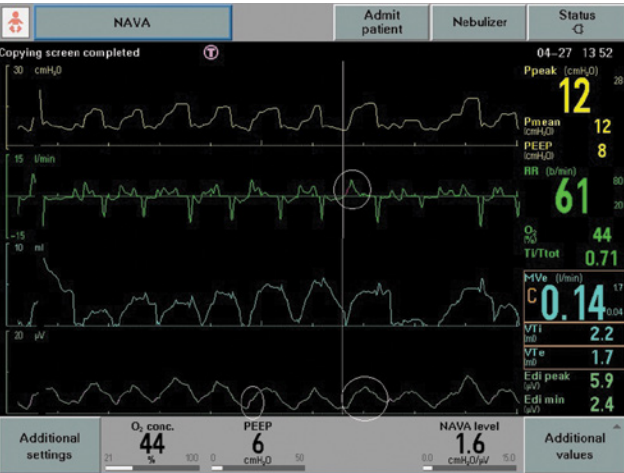 NAVA
Admit
patient
Nebulizer
Status
Copying screen completed
T
04-27 13 52
30 cmH₂O
Ppeak (cmH₂O)
12
28
Pmean
(cmH₂O)
12
PEEP
(cmH₂O)
8
15 l/min
-15
RR (b/min)
61
80
20
O₂
(%)
44
Ti/Ttot
0.71
10 ml
MVe (l/min)
C 0.14
17
0.04
VTi
(ml)
2.2
VTe
(ml)
1.7
20 µV
Edi peak
(µV)
5.9
Edi min
(µV)
2.4
Additional
settings
O₂ conc.
44
21 % 100
PEEP
6
0 cmH₂O 50
NAVA level
1.6
0.0 cmH₂O/µV 15.0
Additional
values